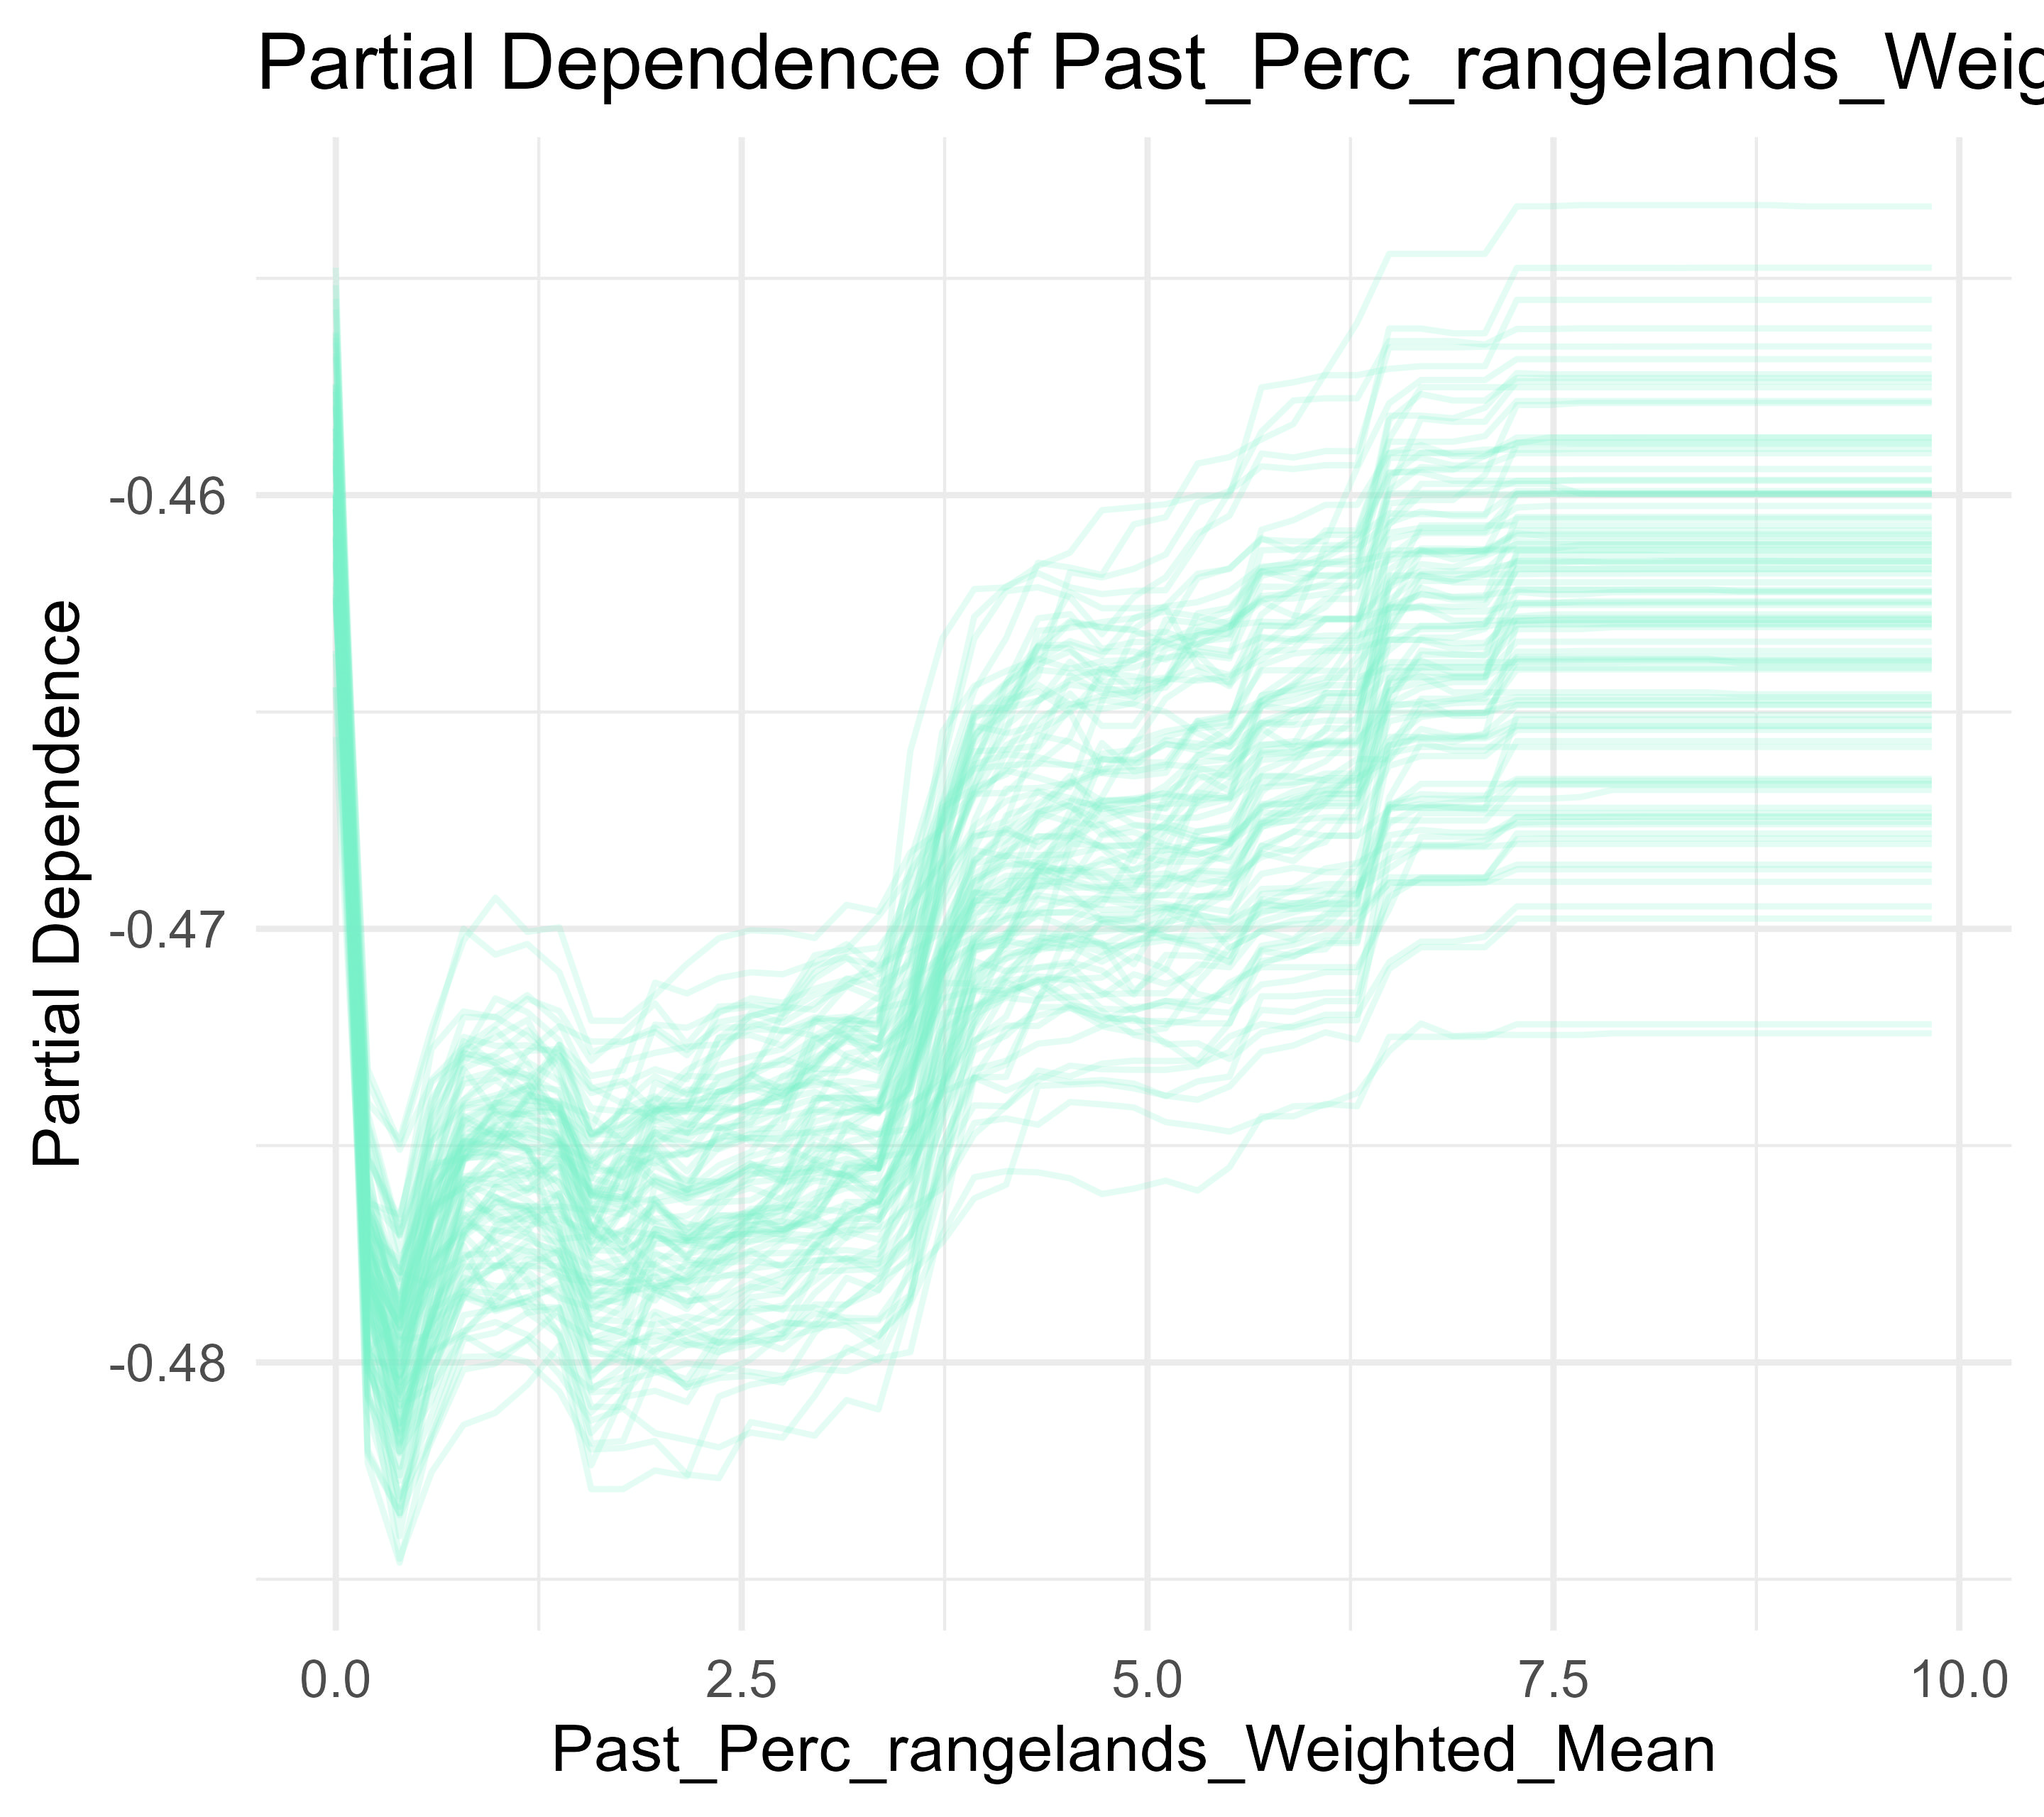 Partial Dependence of Past_Perc_rangelands_Weig
Partial Dependence
-0.46
-0.47
-0.48
0.0 2.5 5.0 7.5 10.0
Past_Perc_rangelands_Weighted_Mean